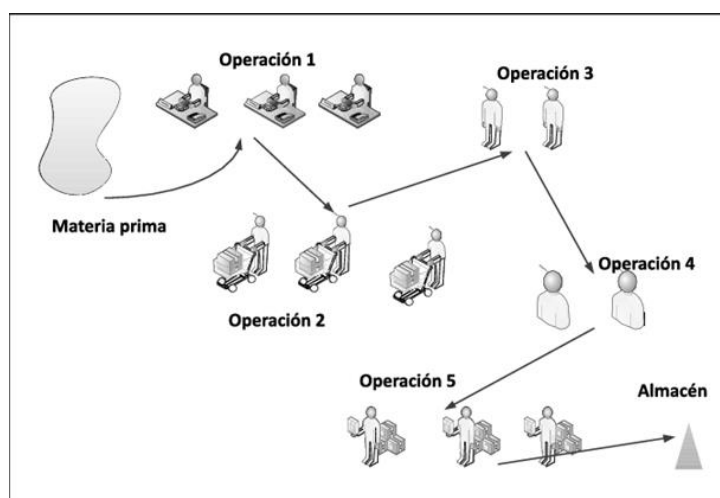 Operación 1
Operación 3
Materia prima
Operación 4
Operación 2
Operación 5
Almacén